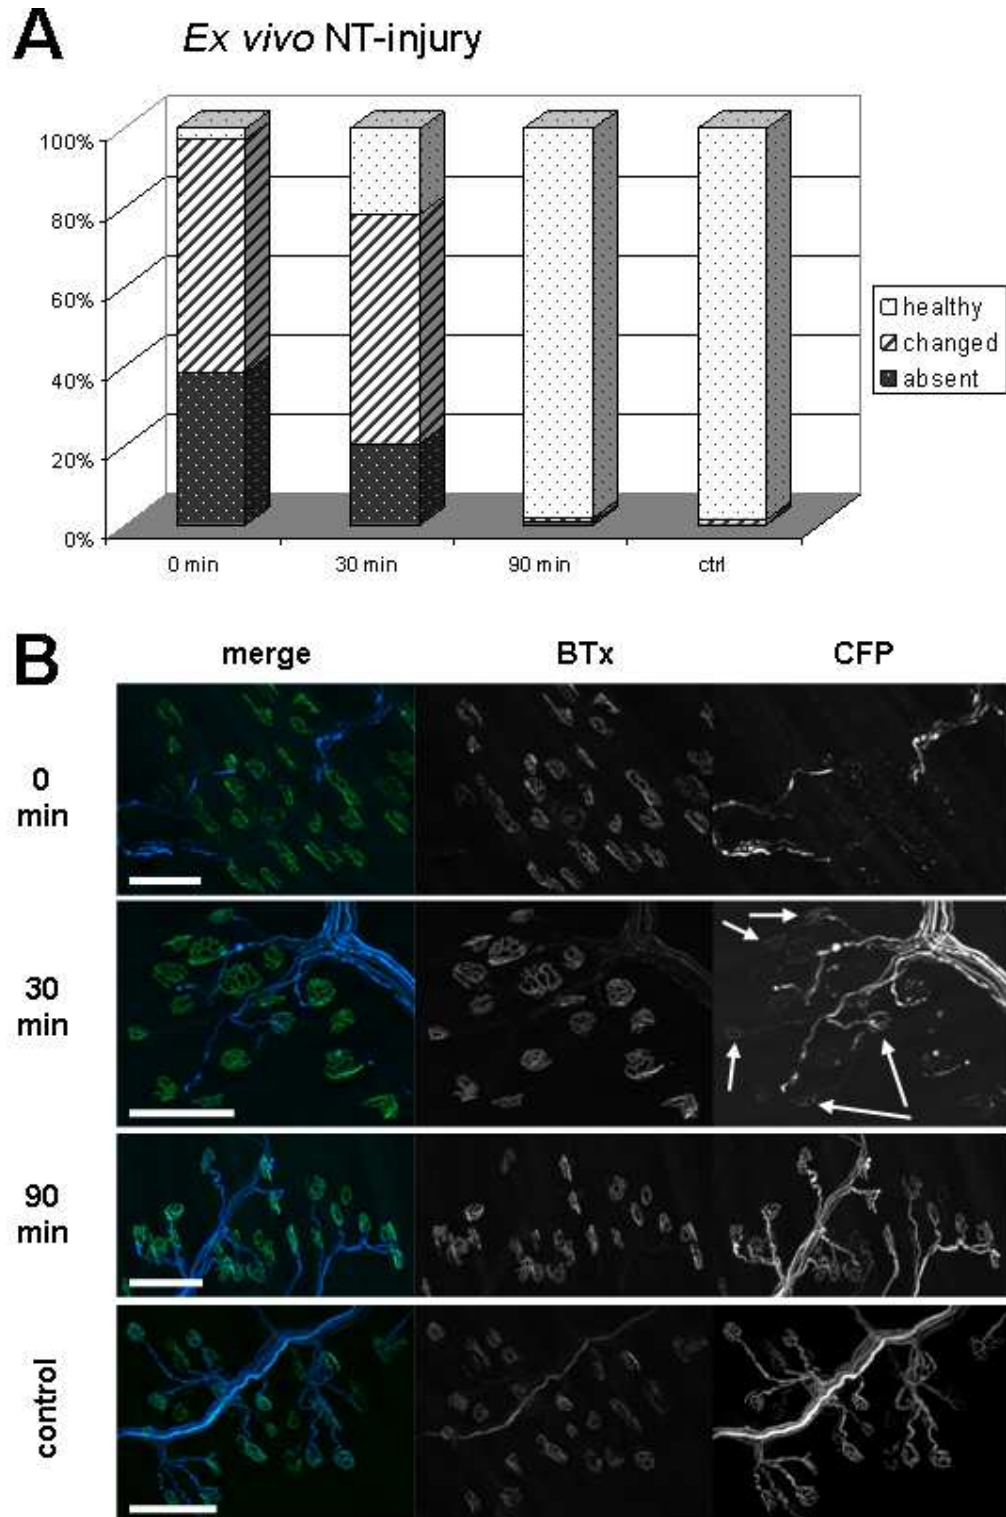 A
Ex vivo NT-injury
100%
80%
60%
40%
20%
0%
0 min
30 min
90 min
ctrl
healthy
changed
absent
B
merge
BTx
CFP
0
min
30
min
90
min
control